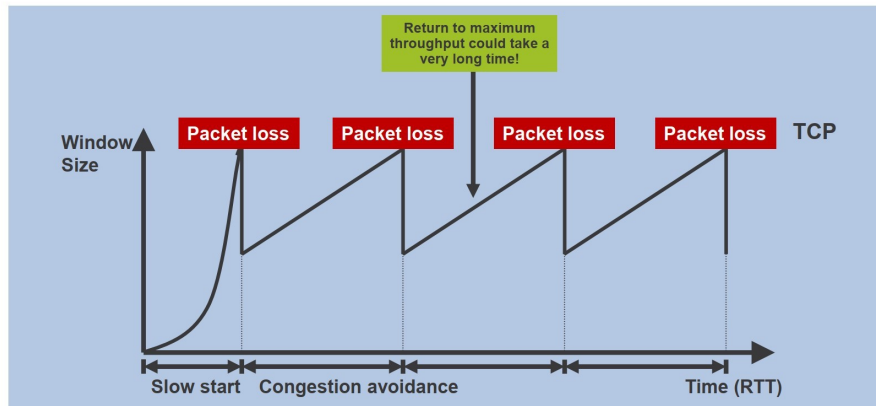 Return to maximum
throughput could take a
very long time!
Window
Size
Packet loss
Packet loss
Packet loss
Packet loss
TCP
Slow start
Congestion avoidance
Time (RTT)